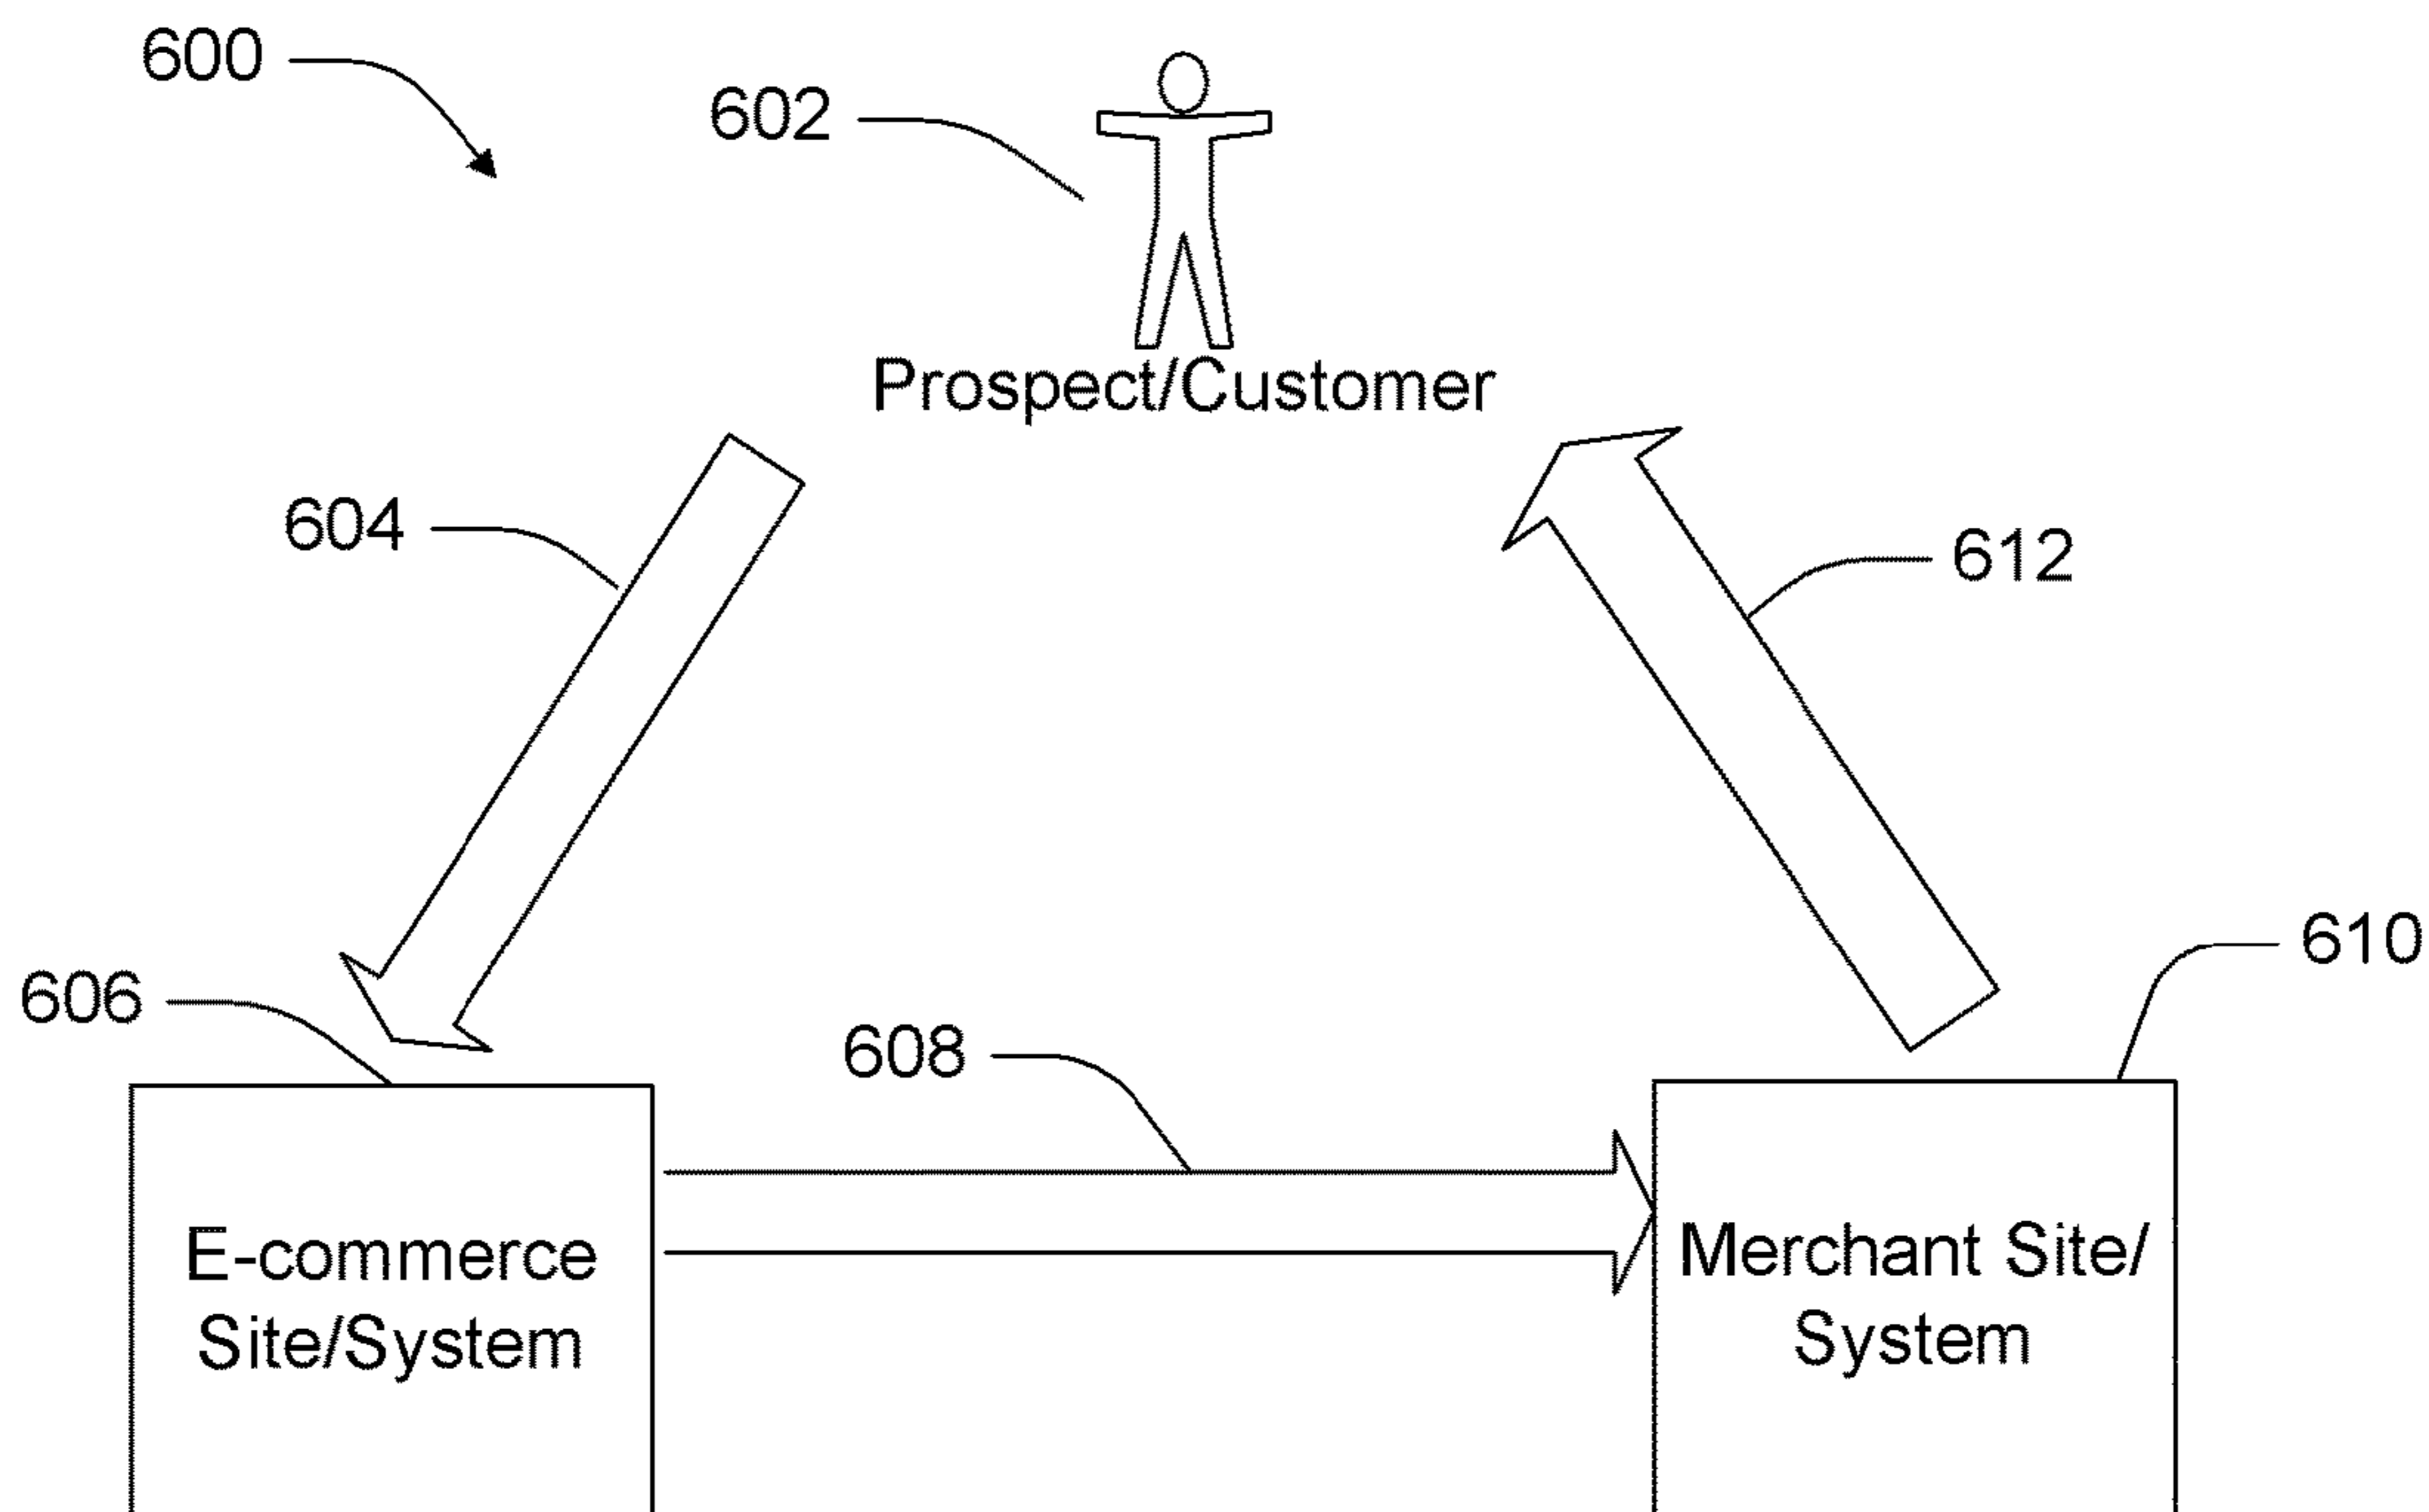 600
602
Prospect/Customer
604
612
606
608
610
E-commerce
Site/System
Merchant Site/
System